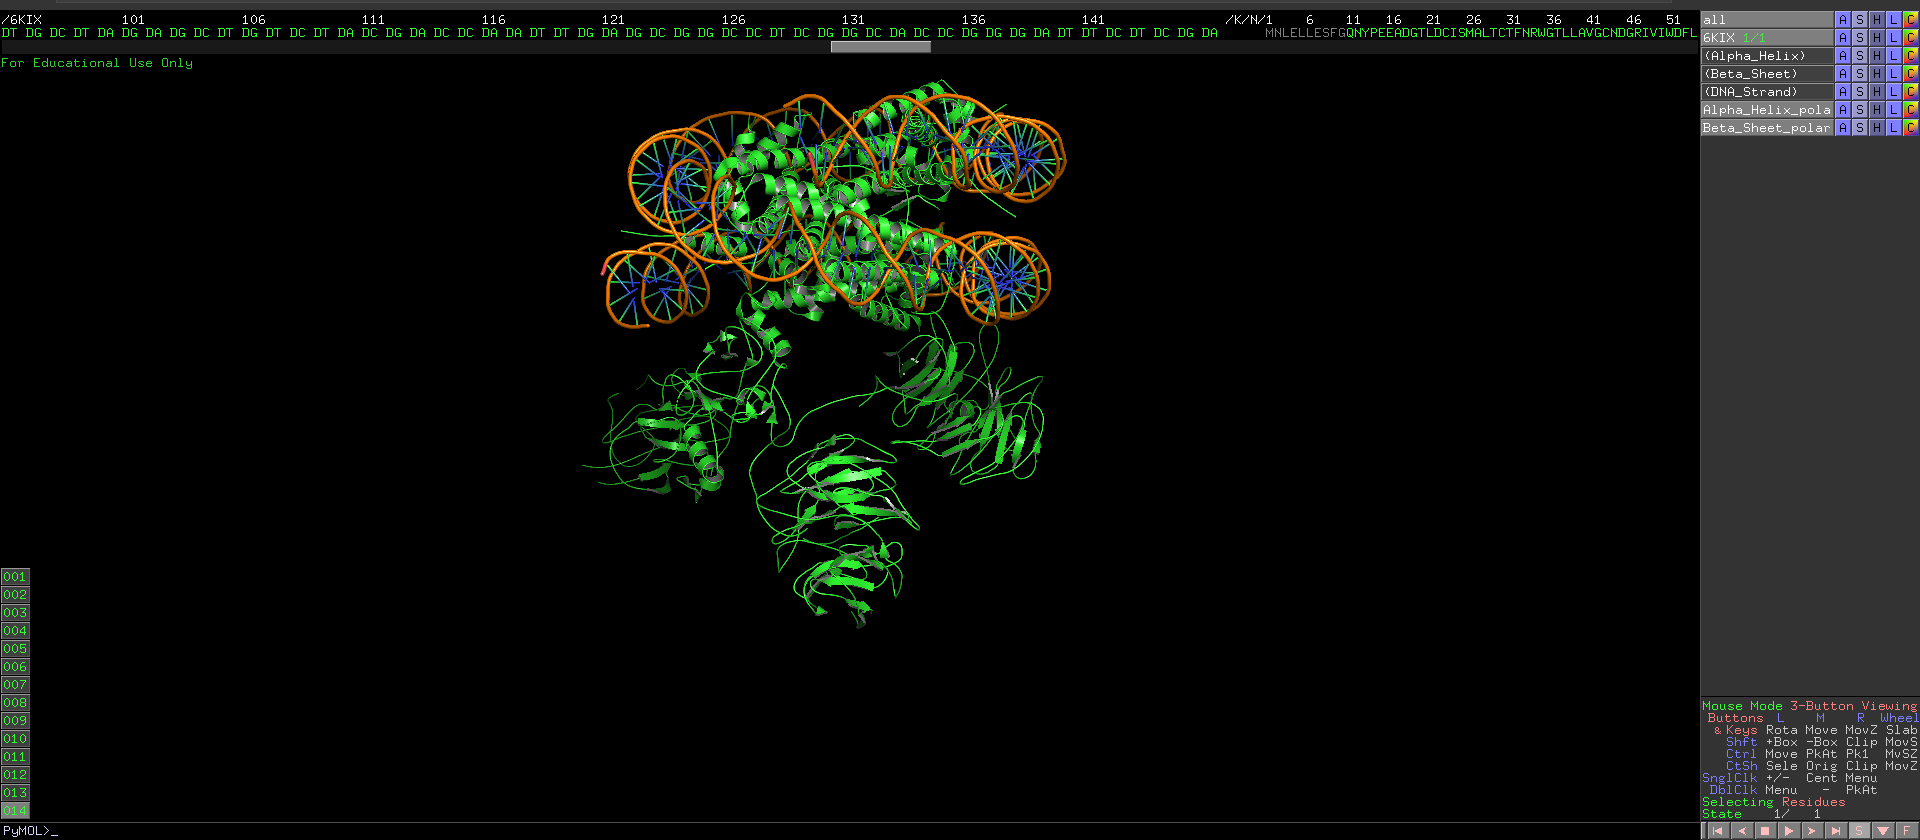 /6KIX 101 106 111 116 121 126 131 136 141 /K/N/1 6 11 16 21 26 31 36 41 46 51
DT DG DC DT DA DG DA DG DC DG DC DT DC DT DA DC DG DA DC DC DA DA DT DT DG DA DG DC DG DG DC DC DT DC DG DG DC DA DC DC DG DG DG DA DT DT DC DT DC DG DA MNLELLESFGQNYPEEADGTLDCISMALTCTFNRWGTLLAVGCNDGRIVIWDFL
For Educational Use Only
all A S H L C
6KIX 1/1 A S H L C
(Alpha_Helix) A S H L C
(Beta_Sheet) A S H L C
(DNA_Strand) A S H L C
Alpha_Helix_pola A S H L C
Beta_Sheet_polar A S H L C
001
002
003
004
005
006
007
008
009
010
011
012
013
014
Mouse Mode 3-Button Viewing
Buttons L M R Wheel
& Keys Rota Move MovZ Slab
Shft +Box -Box Clip MovS
Ctrl Move PkAt Pk1 MvSZ
CtSh Sele Orig Clip MovZ
SnglClk +/- Cent Menu
DblClk Menu - PkAt
Selecting Residues
State 1/ 1
S F
PyMOL>_